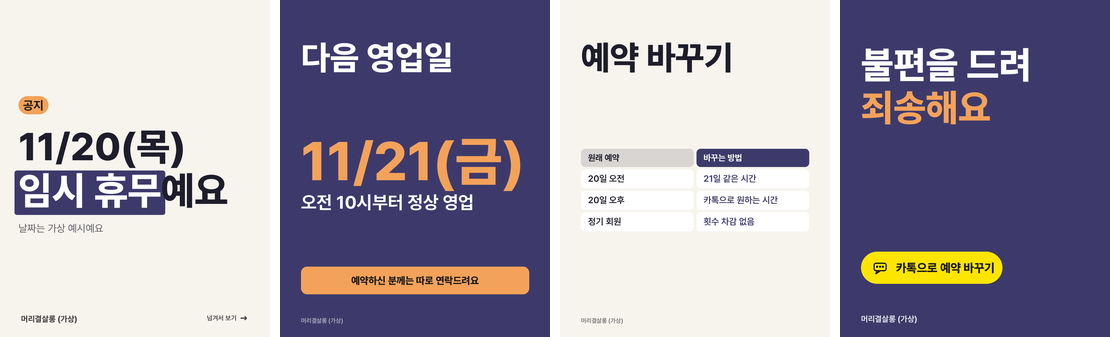 공지
11/20(목)
임시 휴무예요
날짜는 가상 예시예요
머리결살롱 (가상)
넘겨서 보기 →
다음 영업일
11/21(금)
오전 10시부터 정상 영업
예약하신 분께는 따로 연락드려요
머리결살롱 (가상)
예약 바꾸기
원래 예약 바꾸는 방법
20일 오전 21일 같은 시간
20일 오후 카톡으로 원하는 시간
정기 회원 횟수 차감 없음
머리결살롱 (가상)
불편을 드려
죄송해요
카톡으로 예약 바꾸기
머리결살롱 (가상)